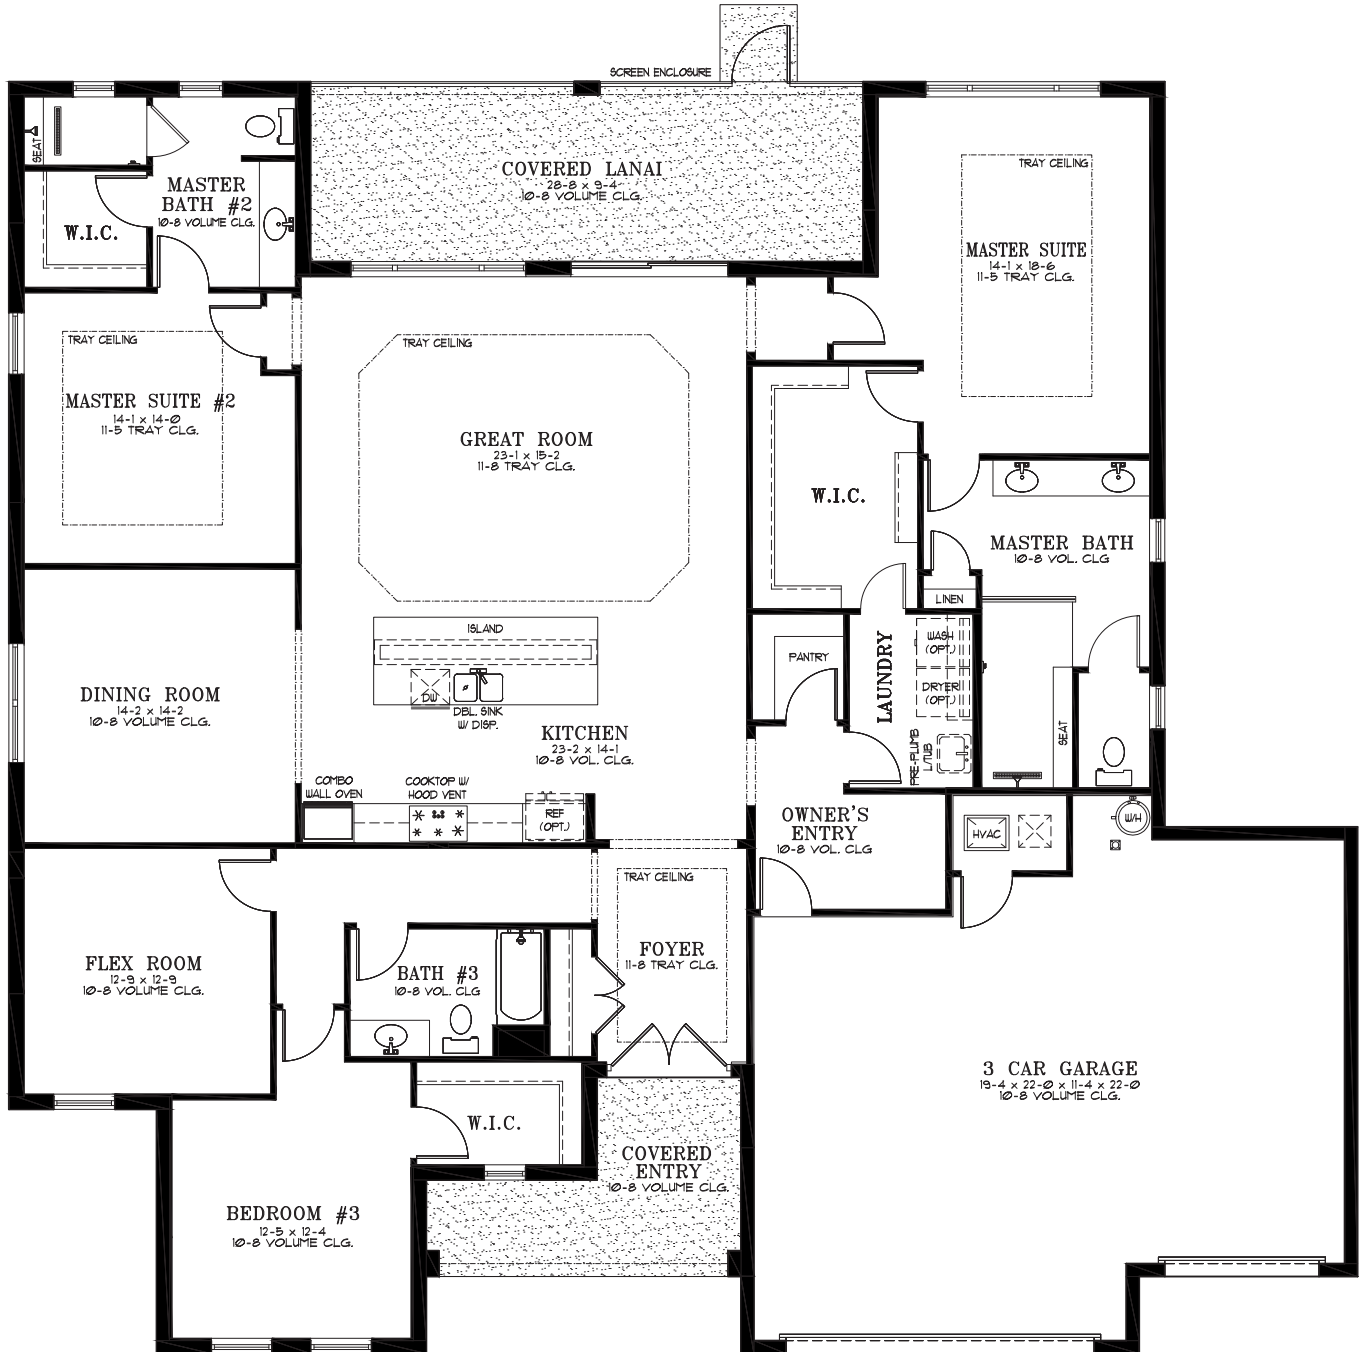 SCREEN ENCLOSURE
COVERED LANAI
28-8 x 9-4
10-8 VOLUME CLG.
SEAT
MASTER
BATH #2
10-8 VOLUME CLG.
W.I.C.
TRAY CEILING
MASTER SUITE
14-1 x 18-6
11-5 TRAY CLG.
TRAY CEILING
MASTER SUITE #2
14-1 x 14-0
11-5 TRAY CLG.
TRAY CEILING
GREAT ROOM
23-1 x 15-2
11-8 TRAY CLG.
W.I.C.
MASTER BATH
10-8 VOL. CLG
LINEN
ISLAND
DW
DBL. SINK
W/ DISP.
PANTRY
LAUNDRY
WASH
(OPT.)
DRYER
(OPT.)
PRE-PLUMB
L/TUB
SEAT
DINING ROOM
14-2 x 14-2
10-8 VOLUME CLG.
KITCHEN
23-2 x 14-1
10-8 VOL. CLG.
COMBO
WALL OVEN
COOKTOP W/
HOOD VENT
REF
(OPT.)
OWNER'S
ENTRY
10-8 VOL. CLG
HVAC
W/H
TRAY CEILING
FOYER
11-8 TRAY CLG.
FLEX ROOM
12-9 x 12-9
10-8 VOLUME CLG.
BATH #3
10-8 VOL. CLG
3 CAR GARAGE
19-4 x 22-0 x 11-4 x 22-0
10-8 VOLUME CLG.
W.I.C.
COVERED
ENTRY
10-8 VOLUME CLG.
BEDROOM #3
12-5 x 12-4
10-8 VOLUME CLG.